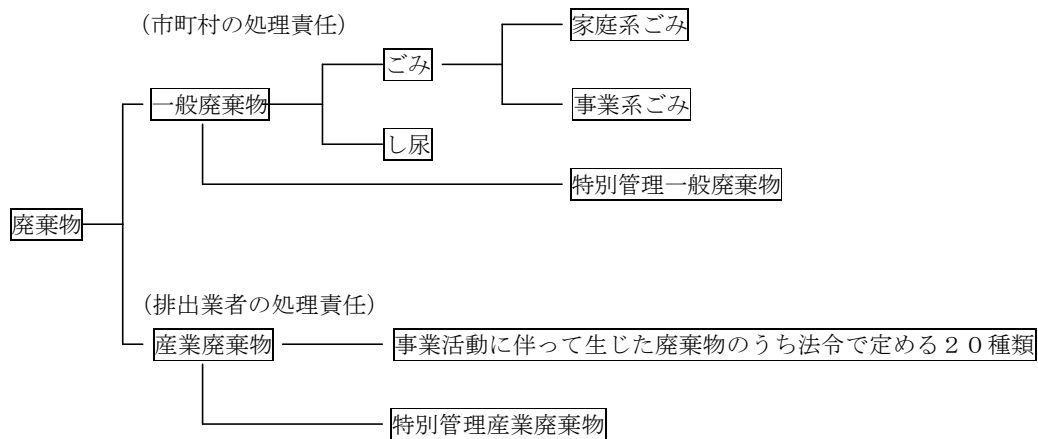 (市町村の処理責任)
家庭系ごみ
ごみ
一般廃棄物
事業系ごみ
し尿
特別管理一般廃棄物
廃棄物
(排出業者の処理責任)
産業廃棄物
事業活動に伴って生じた廃棄物のうち法令で定める20種類
特別管理産業廃棄物